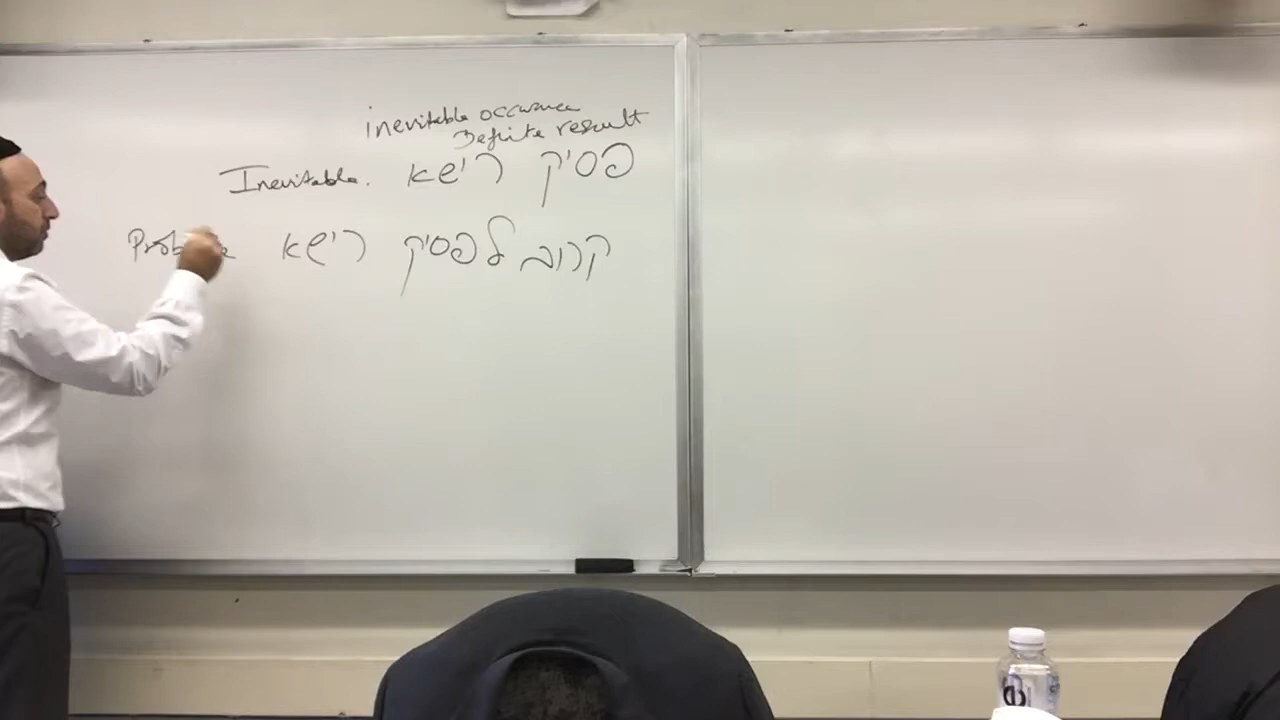 inevitable occurance
Definite result
פסיק רישא Inevitable.
קרוב לפסיק רישא